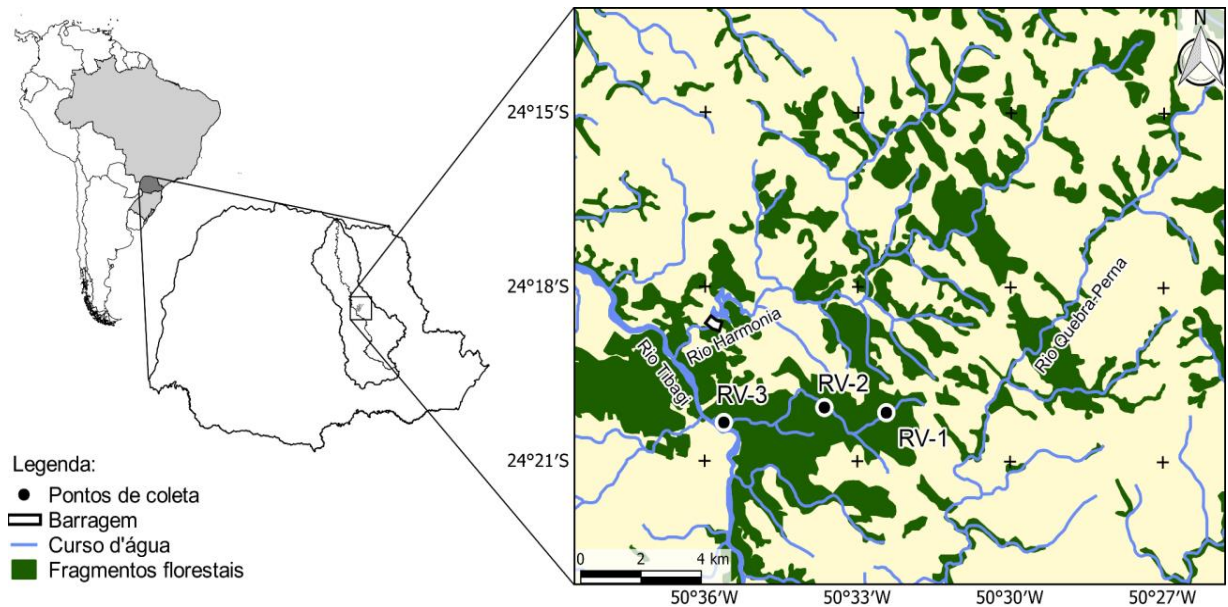 N
24°15'S
24°18'S
Rio Quebra-Perna
Rio Harmonia
Rio Tibagi
RV-2
RV-3
RV-1
24°21'S
Legenda:
Pontos de coleta
Barragem
Curso d'água
Fragmentos florestais
0 2 4 km
50°36'W 50°33'W 50°30'W 50°27'W